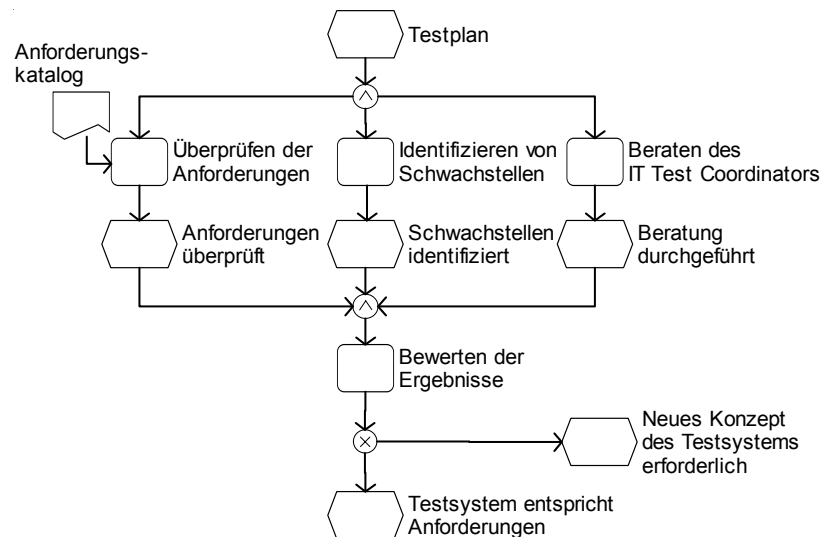 Testplan
Anforderungs-
katalog
Überprüfen der
Anforderungen
Identifizieren von
Schwachstellen
Beraten des
IT Test Coordinators
Anforderungen
überprüft
Schwachstellen
identifiziert
Beratung
durchgeführt
Bewerten der
Ergebnisse
Neues Konzept
des Testsystems
erforderlich
Testsystem entspricht
Anforderungen